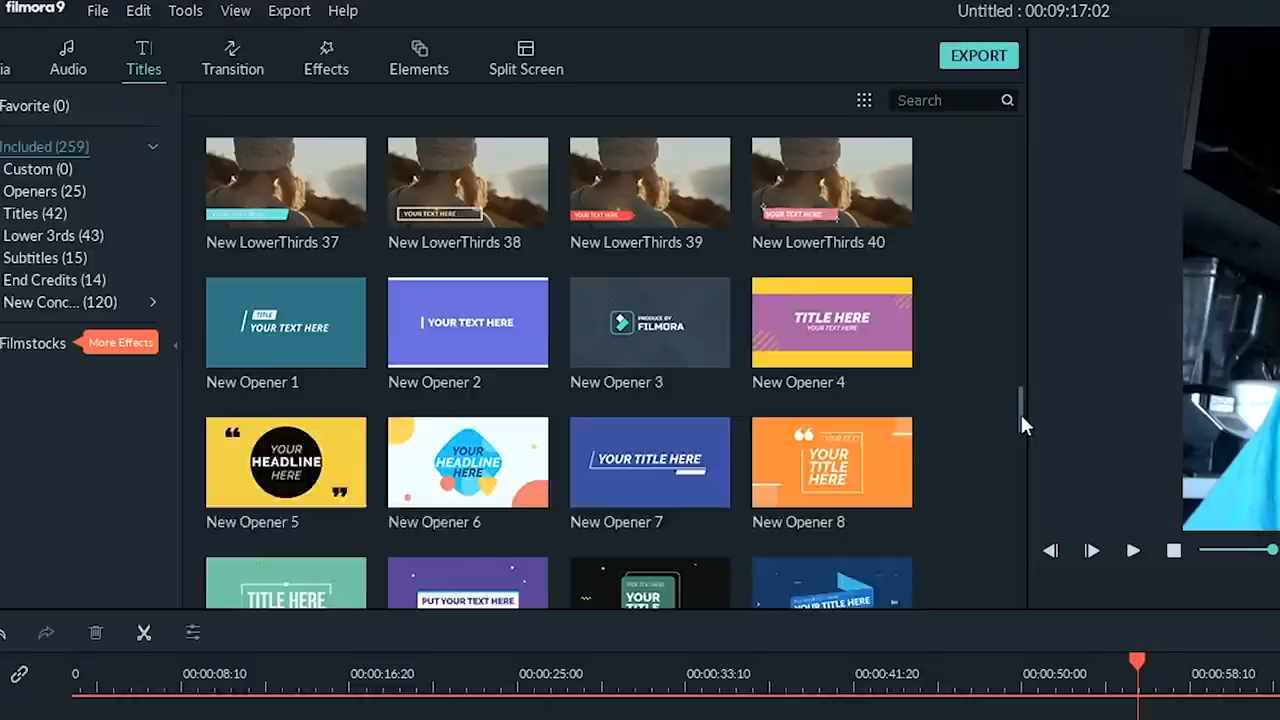 filmora9 File Edit Tools View Export Help Untitled : 00:09:17:02
ia Audio Titles Transition Effects Elements Split Screen EXPORT
Favorite (0) Search
Included (259)
Custom (0)
Openers (25)
Titles (42)
Lower 3rds (43)
Subtitles (15)
End Credits (14)
New Conc... (120)
Filmstocks More Effects
YOUR TEXT HERE YOUR TEXT HERE YOUR TEXT HERE YOUR TEXT HERE
New LowerThirds 37 New LowerThirds 38 New LowerThirds 39 New LowerThirds 40
TITLE
YOUR TEXT HERE
YOUR TEXT HERE
PRODUCE BY
FILMORA
TITLE HERE
YOUR TEXT HERE
New Opener 1 New Opener 2 New Opener 3 New Opener 4
❝
YOUR
HEADLINE
HERE
❞
YOUR
HEADLINE
HERE
YOUR TITLE HERE
❝ YOUR TEXT
YOUR
TITLE
HERE
New Opener 5 New Opener 6 New Opener 7 New Opener 8
TITLE HERE
PUT YOUR TEXT HERE
YOUR
TITLE
YOUR TITLE HERE
0 00:00:08:10 00:00:16:20 00:00:25:00 00:00:33:10 00:00:41:20 00:00:50:00 00:00:58:10